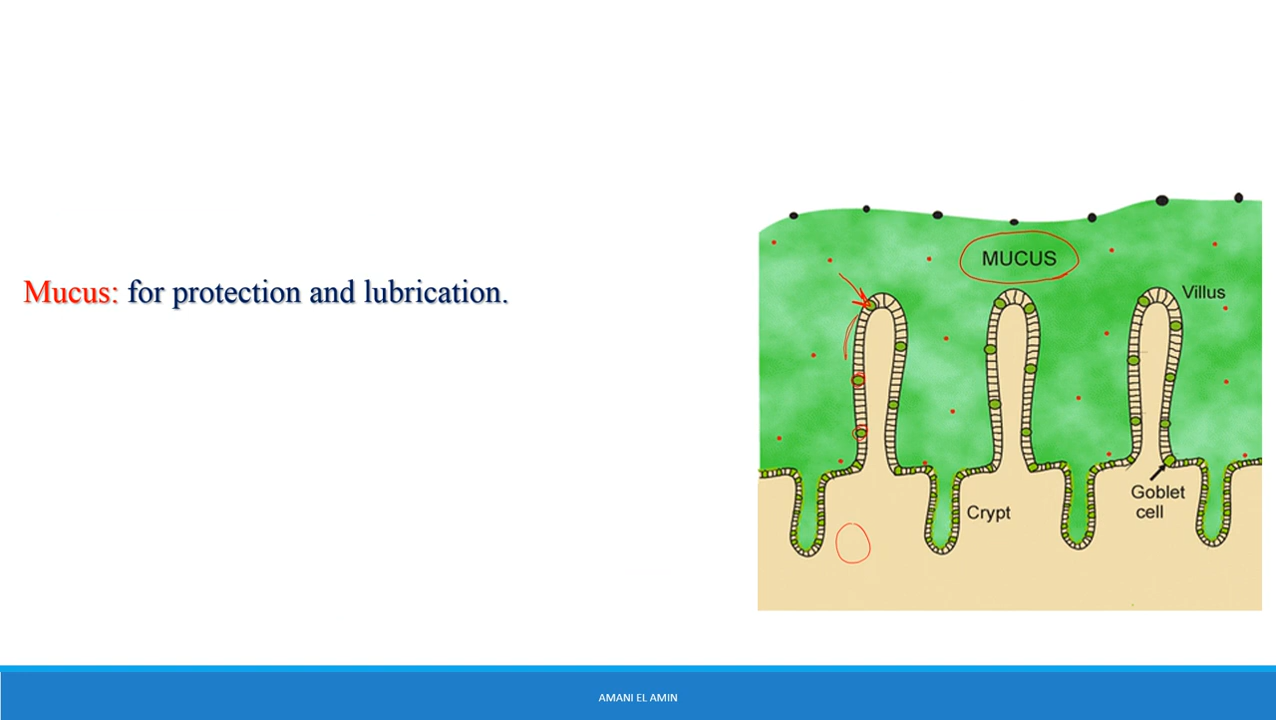 Mucus: for protection and lubrication.
MUCUS
Villus
Goblet
cell
Crypt
AMANI EL AMIN